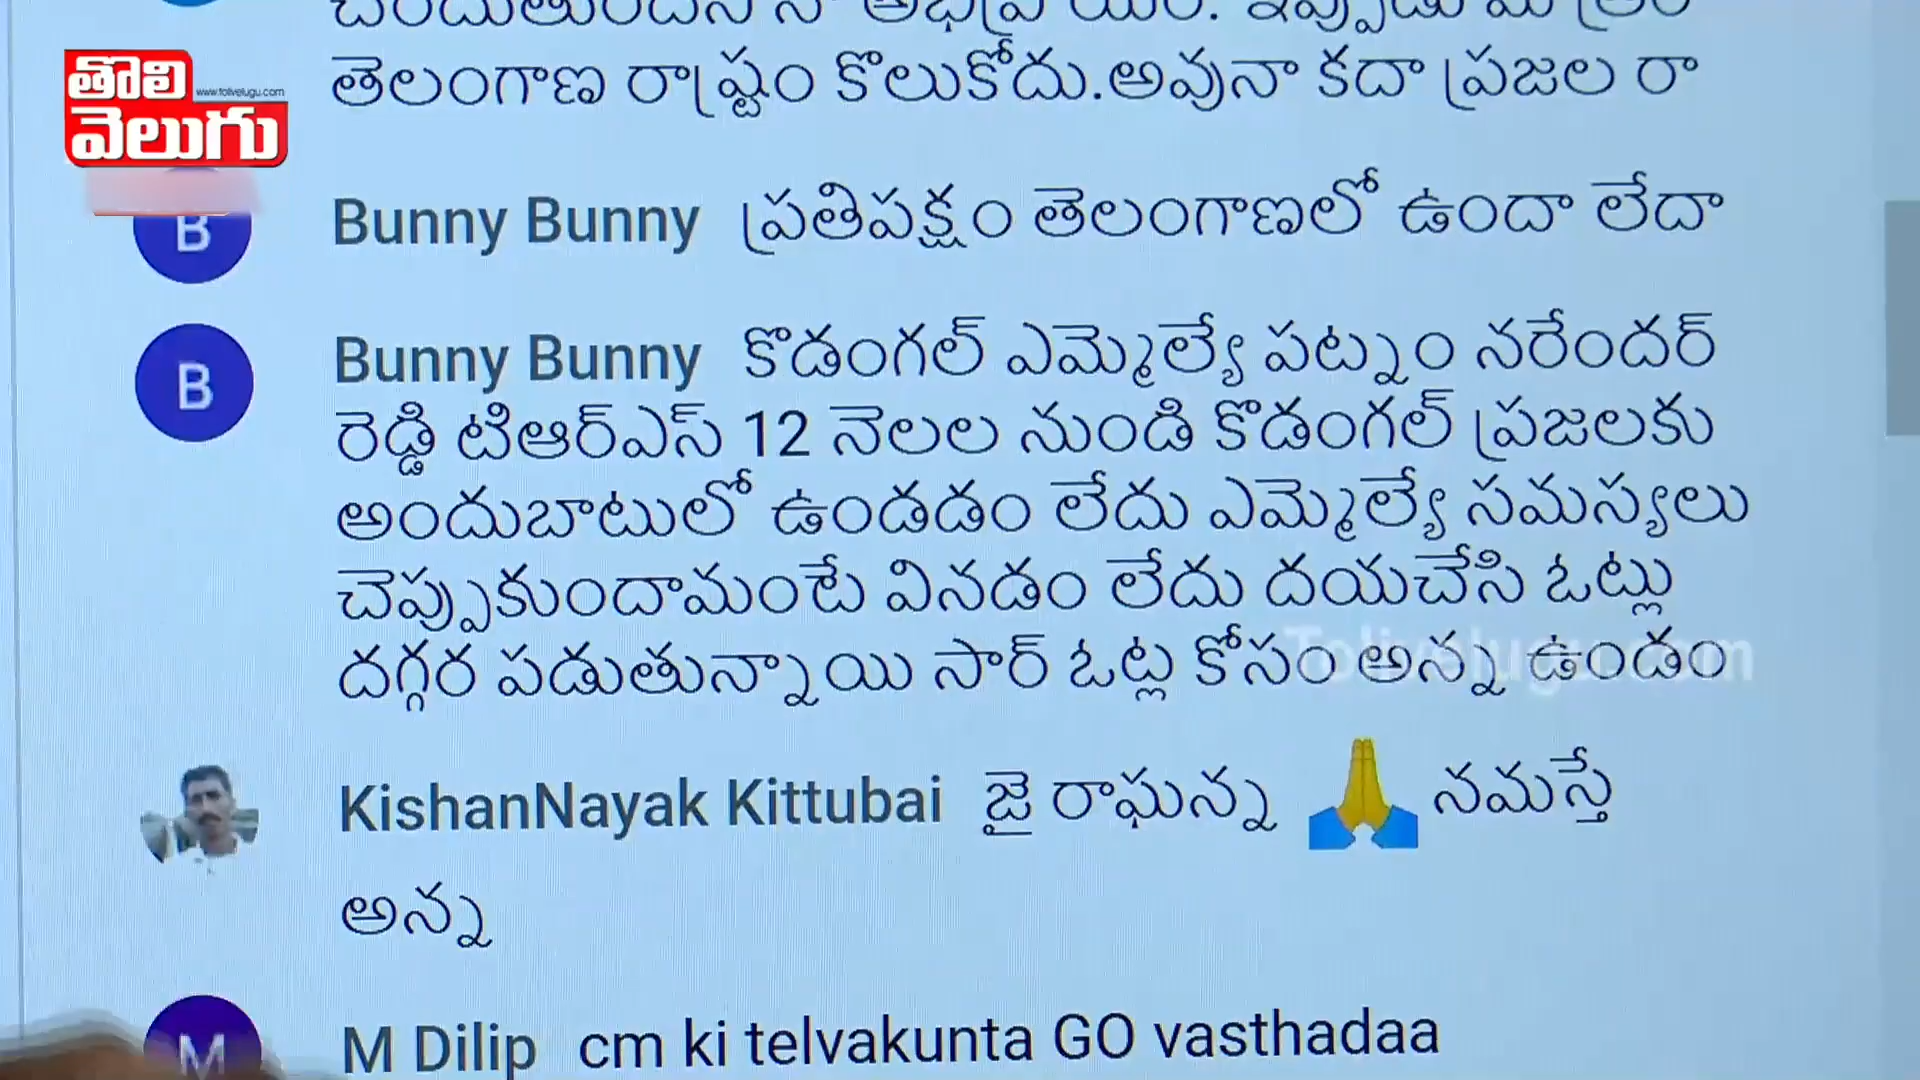 తెలంగాణ రాష్ట్రం కొలుకోదు.అవునా కదా ప్రజల రా
తొలి
www.tolivelugu.com
వెలుగు
B
Bunny Bunny ప్రతిపక్షం తెలంగాణలో ఉందా లేదా
B
Bunny Bunny కొడంగల్ ఎమ్మెల్యే పట్నం నరేందర్
రెడ్డి టిఆర్ఎస్ 12 నెలల నుండి కొడంగల్ ప్రజలకు
అందుబాటులో ఉండడం లేదు ఎమ్మెల్యే సమస్యలు
చెప్పుకుందామంటే వినడం లేదు దయచేసి ఓట్లు
దగ్గర పడుతున్నాయి సార్ ఓట్ల కోసం అన్న ఉండం
Tolivelugu.com
KishanNayak Kittubai జై రాఘన్న 🙏 నమస్తే
అన్న
M
M Dilip cm ki telvakunta GO vasthadaa